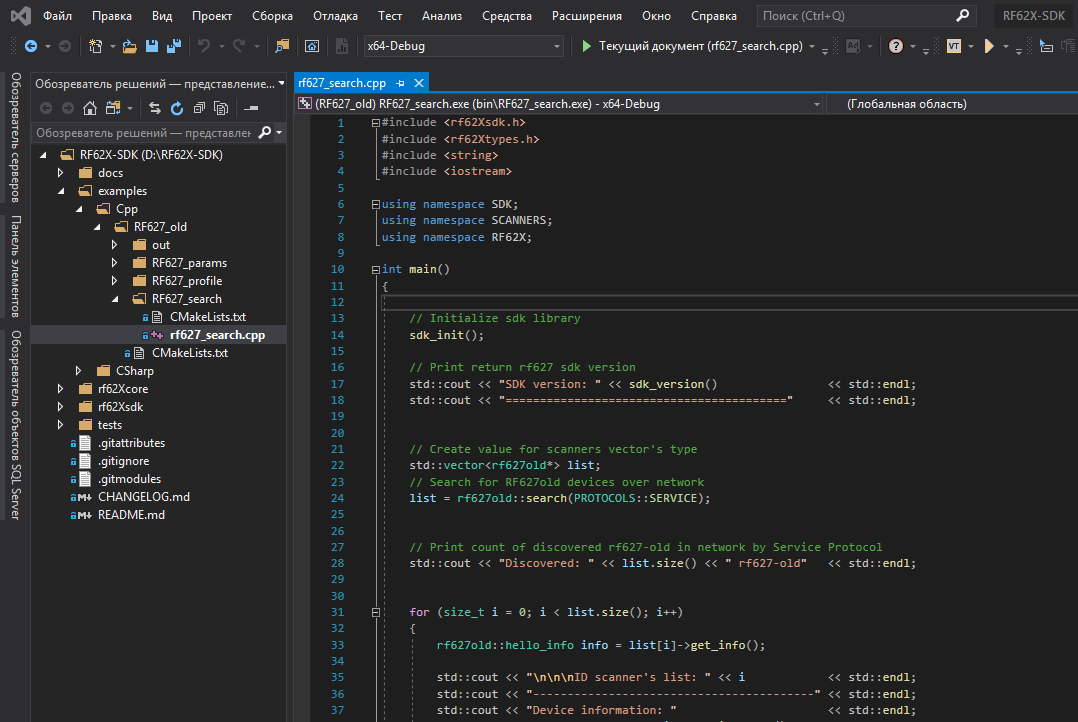 Файл Правка Вид Проект Сборка Отладка Тест Анализ Средства Расширения Окно Справка Поиск (Ctrl+Q) RF62X-SDK
x64-Debug Текущий документ (rf627_search.cpp) Ad ? VT
Обозреватель серверов
Панель элементов
Обозреватель объектов SQL Server
Обозреватель решений — представление...
Обозреватель решений — представлен
RF62X-SDK (D:\RF62X-SDK)
docs
examples
Cpp
RF627_old
out
RF627_params
RF627_profile
RF627_search
CMakeLists.txt
rf627_search.cpp
CMakeLists.txt
CSharp
rf62Xcore
rf62Xsdk
tests
.gitattributes
.gitignore
.gitmodules
M+ CHANGELOG.md
M+ README.md
rf627_search.cpp
(RF627_old) RF627_search.exe (bin\RF627_search.exe) - x64-Debug (Глобальная область)
1 #include <rf62Xsdk.h>
2 #include <rf62Xtypes.h>
3 #include <string>
4 #include <iostream>
5
6 using namespace SDK;
7 using namespace SCANNERS;
8 using namespace RF62X;
9
10 int main()
11 {
12
13 // Initialize sdk library
14 sdk_init();
15
16 // Print return rf627 sdk version
17 std::cout << "SDK version: " << sdk_version() << std::endl;
18 std::cout << "=========================================" << std::endl;
19
20
21 // Create value for scanners vector's type
22 std::vector<rf627old*> list;
23 // Search for RF627old devices over network
24 list = rf627old::search(PROTOCOLS::SERVICE);
25
26
27 // Print count of discovered rf627-old in network by Service Protocol
28 std::cout << "Discovered: " << list.size() << " rf627-old" << std::endl;
29
30
31 for (size_t i = 0; i < list.size(); i++)
32 {
33 rf627old::hello_info info = list[i]->get_info();
34
35 std::cout << "\n\n\nID scanner's list: " << i << std::endl;
36 std::cout << "-----------------------------------------" << std::endl;
37 std::cout << "Device information: " << std::endl;